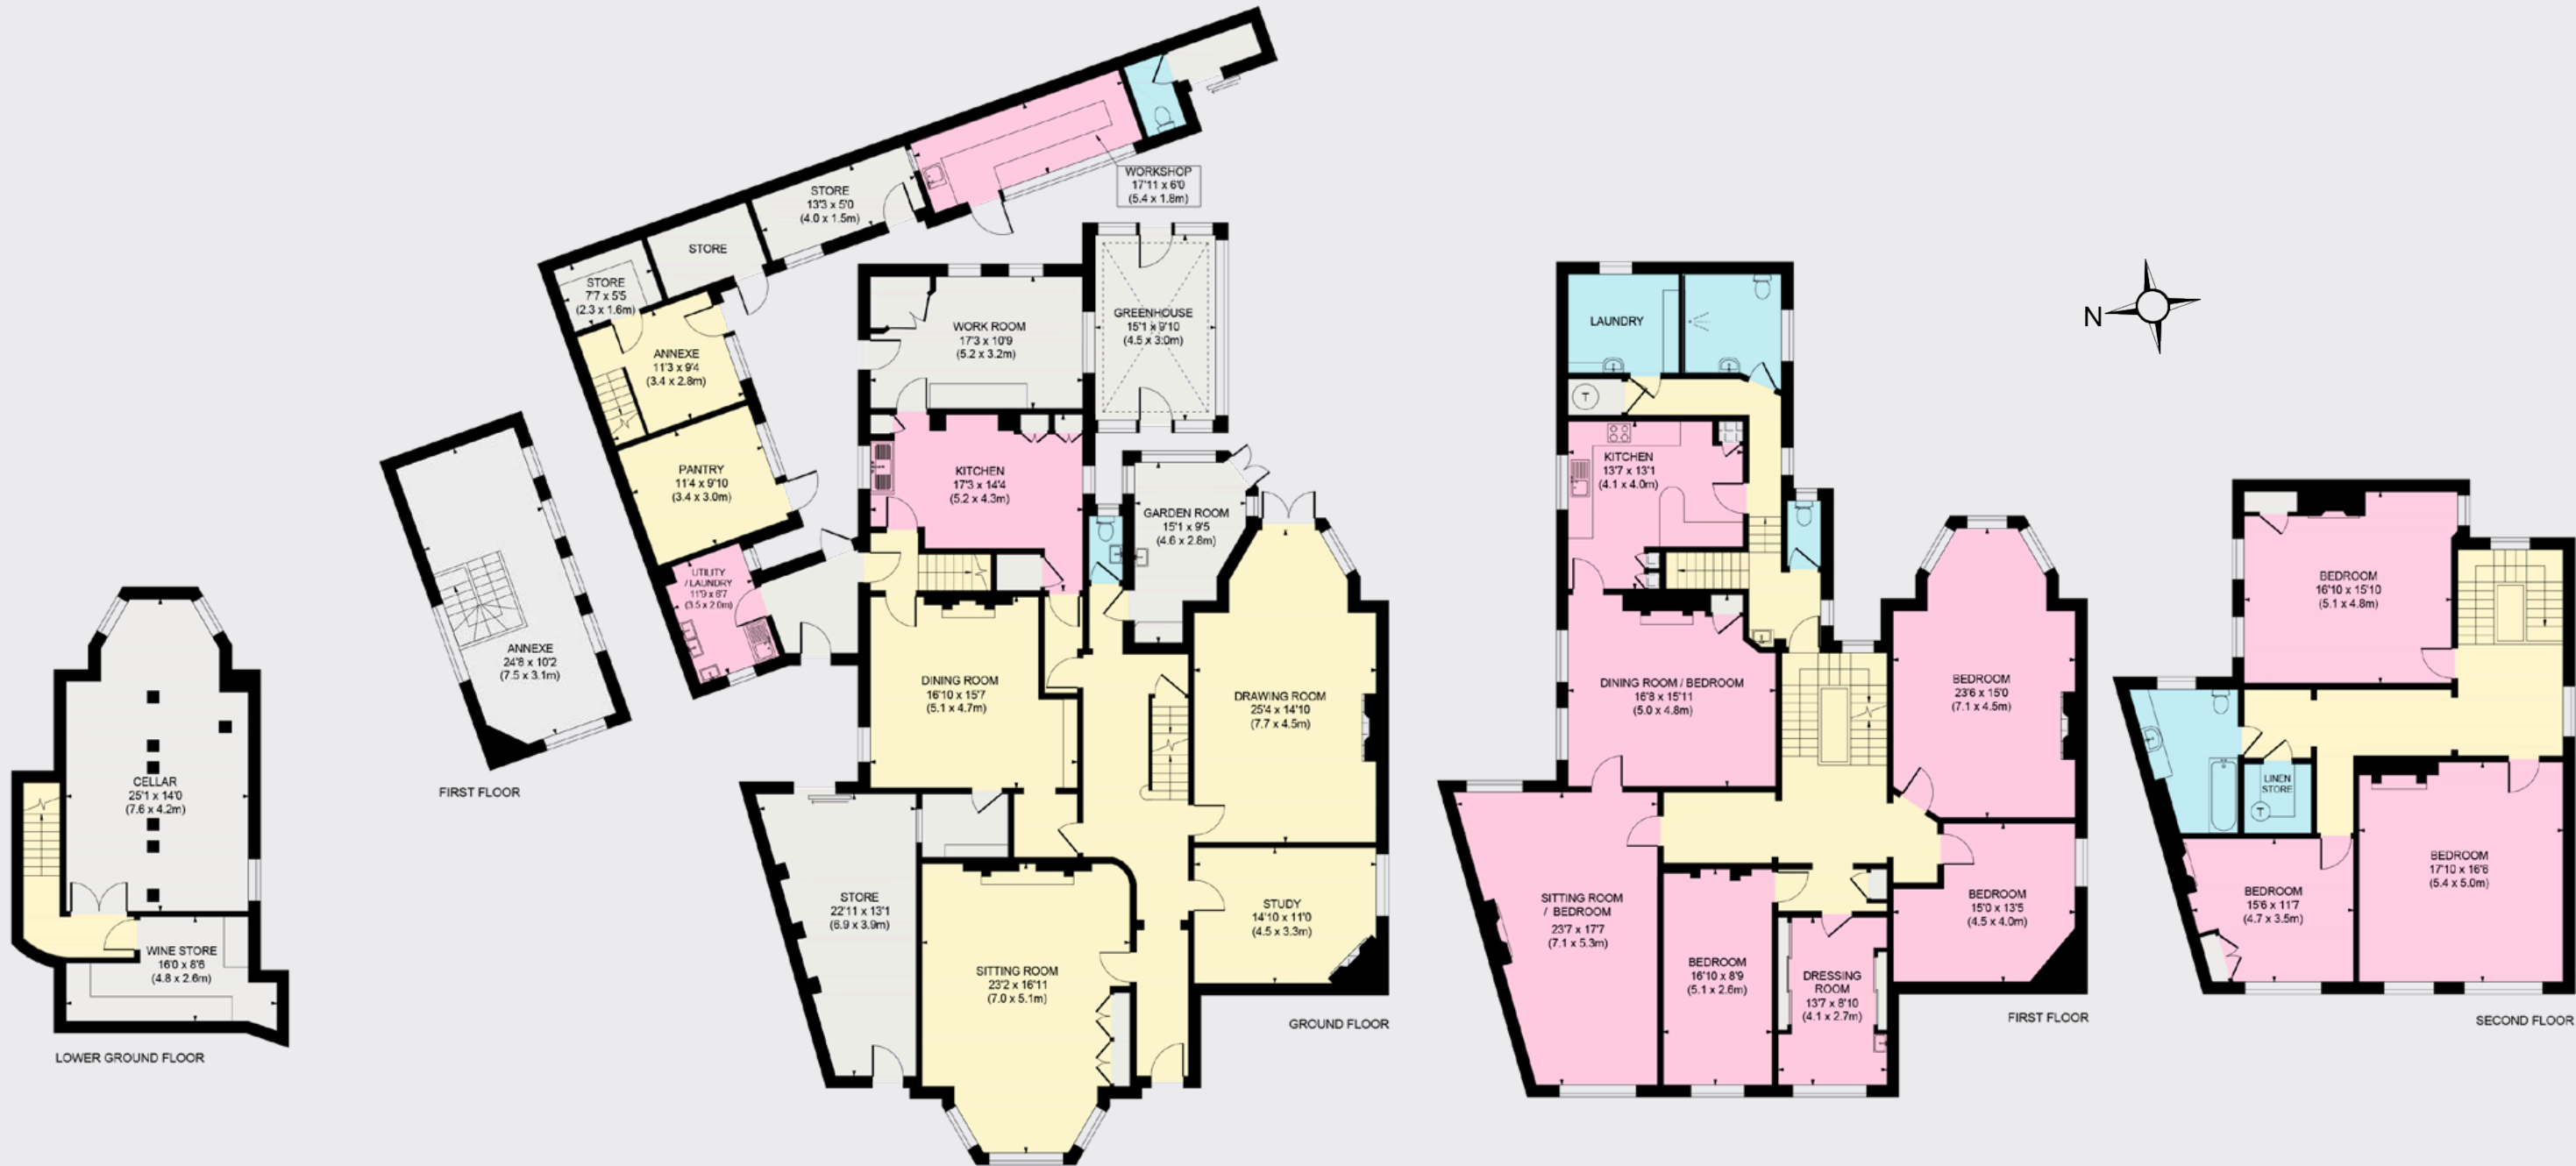 CELLAR
25'1 x 14'0
(7.6 x 4.2m)
WINE STORE
16'0 x 8'6
(4.8 x 2.6m)
LOWER GROUND FLOOR
ANNEXE
24'8 x 10'2
(7.5 x 3.1m)
FIRST FLOOR
WORKSHOP
17'11 x 6'0
(5.4 x 1.8m)
STORE
13'3 x 5'0
(4.0 x 1.5m)
STORE
STORE
7'7 x 5'5
(2.3 x 1.6m)
ANNEXE
11'3 x 9'4
(3.4 x 2.8m)
PANTRY
11'4 x 9'10
(3.4 x 3.0m)
UTILITY
/ LAUNDRY
11'9 x 6'7
(3.5 x 2.0m)
WORK ROOM
17'3 x 10'9
(5.2 x 3.2m)
GREENHOUSE
15'1 x 9'10
(4.5 x 3.0m)
KITCHEN
17'3 x 14'4
(5.2 x 4.3m)
GARDEN ROOM
15'1 x 9'5
(4.6 x 2.8m)
DINING ROOM
16'10 x 15'7
(5.1 x 4.7m)
DRAWING ROOM
25'4 x 14'10
(7.7 x 4.5m)
STORE
22'11 x 13'1
(6.9 x 3.9m)
SITTING ROOM
23'2 x 16'11
(7.0 x 5.1m)
STUDY
14'10 x 11'0
(4.5 x 3.3m)
GROUND FLOOR
LAUNDRY
T
KITCHEN
13'7 x 13'1
(4.1 x 4.0m)
DINING ROOM / BEDROOM
16'8 x 15'11
(5.0 x 4.8m)
BEDROOM
23'6 x 15'0
(7.1 x 4.5m)
SITTING ROOM
/ BEDROOM
23'7 x 17'7
(7.1 x 5.3m)
BEDROOM
16'10 x 8'9
(5.1 x 2.6m)
DRESSING
ROOM
13'7 x 8'10
(4.1 x 2.7m)
BEDROOM
15'0 x 13'5
(4.5 x 4.0m)
FIRST FLOOR
N
BEDROOM
16'10 x 15'10
(5.1 x 4.8m)
LINEN
STORE
T
BEDROOM
15'6 x 11'7
(4.7 x 3.5m)
BEDROOM
17'10 x 16'6
(5.4 x 5.0m)
SECOND FLOOR